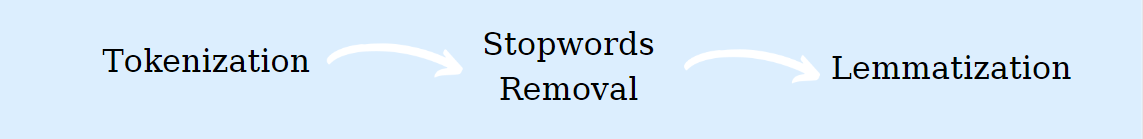 Tokenization
Stopwords
Removal
Lemmatization